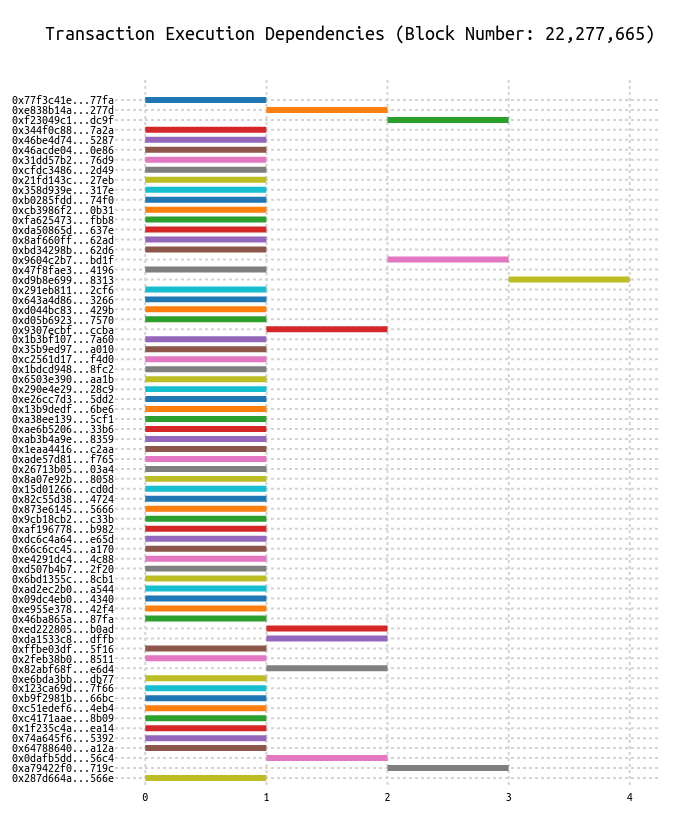 Transaction Execution Dependencies (Block Number: 22,277,665)
0x77f3c41e...77fa
0xe838b14a...277d
0xf23049c1...dc9f
0x344f0c88...7a2a
0x46be4d74...5287
0x46acde04...0e86
0x31dd57b2...76d9
0xcfdc3486...2d49
0x21fd143c...27eb
0x358d939e...317e
0xb0285fdd...74f0
0xcb3986f2...0b31
0xfa625473...fbb8
0xda50865d...637e
0x8af660ff...62ad
0xbd34298b...62d6
0x9604c2b7...bd1f
0x47f8fae3...4196
0xd9b8e699...8313
0x291eb811...2cf6
0x643a4d86...3266
0xd044bc83...429b
0xd05b6923...7570
0x9307ecbf...ccba
0x1b3bf107...7a60
0x35b9ed97...a010
0xc2561d17...f4d0
0x1bdcd948...8fc2
0x6503e390...aa1b
0x290e4e29...28c9
0xe26cc7d3...5dd2
0x13b9dedf...6be6
0xa38ee139...5cf1
0xae6b5206...33b6
0xab3b4a9e...8359
0x1eaa4416...c2aa
0xade57d81...f765
0x26713b05...03a4
0x8a07e92b...8058
0x15d01266...cd0d
0x82c55d38...4724
0x873e6145...5666
0x9cb18cb2...c33b
0xaf196778...b982
0xdc6c4a64...e65d
0x66c6cc45...a170
0xe4291dc4...4c88
0xd507b4b7...2f20
0x6bd1355c...8cb1
0xad2ec2b0...a544
0x09dc4eb0...4340
0xe955e378...42f4
0x46ba865a...87fa
0xed222805...b0ad
0xda1533c8...dffb
0xffbe03df...5f16
0x2feb38b0...8511
0x82abf68f...e6d4
0xe6bda3bb...db77
0x123ca69d...7f66
0xb9f2981b...66bc
0xc51edef6...4eb4
0xc4171aae...8b09
0x1f235c4a...ea14
0x74a645f6...5392
0x64788640...a12a
0x0dafb5dd...56c4
0xa79422f0...719c
0x287d664a...566e
0 1 2 3 4